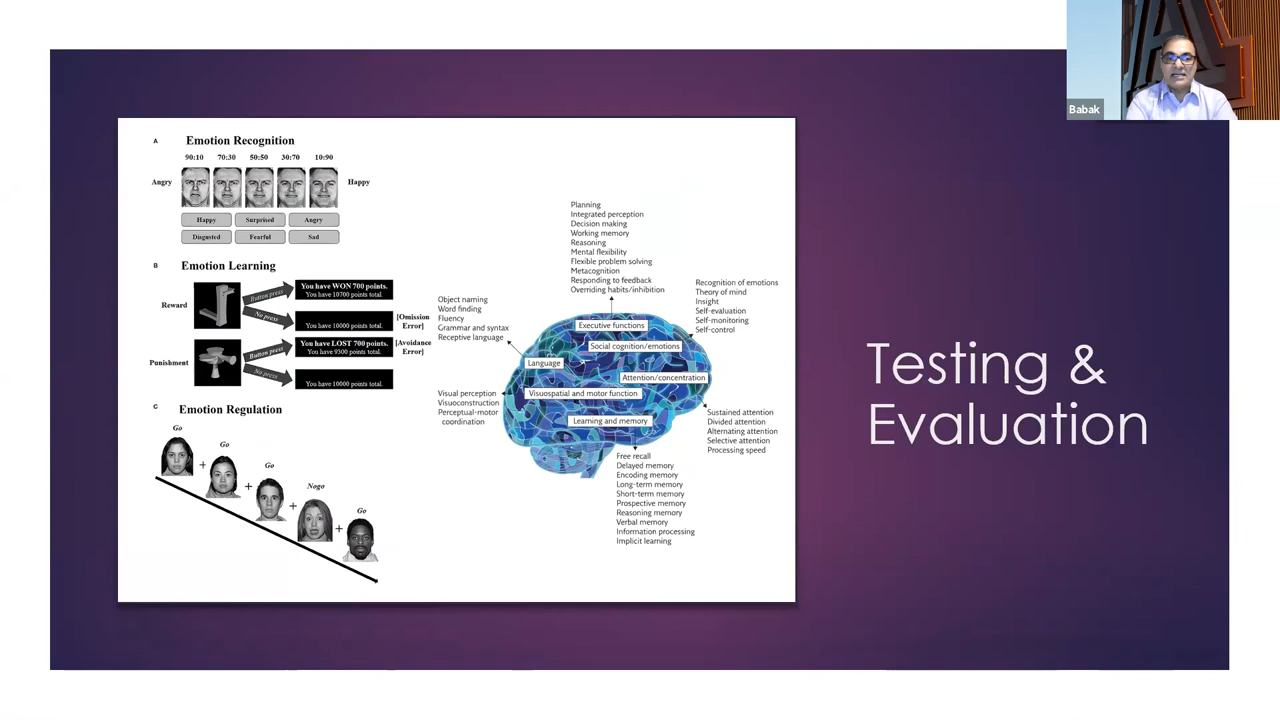 Babak
A
Emotion Recognition
90:10 70:30 50:50 30:70 10:90
Angry
Happy
Happy Surprised Angry
Disgusted Fearful Sad
B
Emotion Learning
Reward
Button press
You have WON 700 points.
You have 10700 points total.
No press
You have 10000 points total.
[Omission
Error]
Punishment
Button press
You have LOST 700 points.
You have 9300 points total.
[Avoidance
Error]
No press
You have 10000 points total.
C
Emotion Regulation
Go
Go
Go
Nogo
Go
+
+
+
+
Planning
Integrated perception
Decision making
Working memory
Reasoning
Mental flexibility
Flexible problem solving
Metacognition
Responding to feedback
Overriding habits/inhibition
Recognition of emotions
Theory of mind
Insight
Self-evaluation
Self-monitoring
Self-control
Object naming
Word finding
Fluency
Grammar and syntax
Receptive language
Executive functions
Social cognition/emotions
Language
Attention/concentration
Visuospatial and motor function
Learning and memory
Visual perception
Visuoconstruction
Perceptual-motor
coordination
Sustained attention
Divided attention
Alternating attention
Selective attention
Processing speed
Free recall
Delayed memory
Encoding memory
Long-term memory
Short-term memory
Prospective memory
Reasoning memory
Verbal memory
Information processing
Implicit learning
Testing &
Evaluation